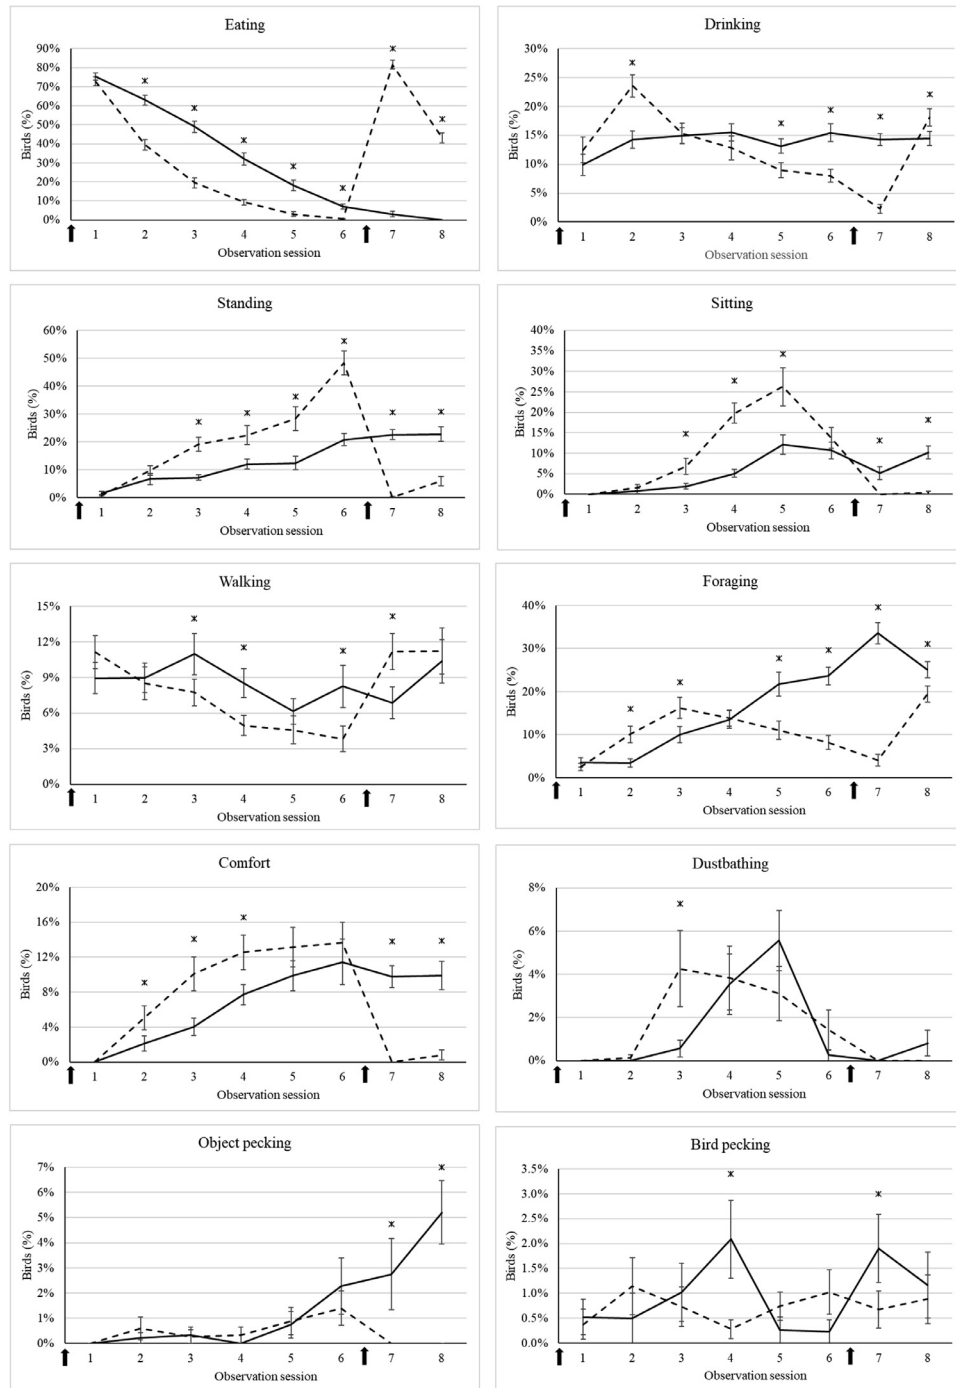 Eating
Birds (%)
90%
80%
70%
60%
50%
40%
30%
20%
10%
0%
1 2 3 4 5 6 7 8
Observation session
Drinking
Birds (%)
30%
25%
20%
15%
10%
5%
0%
1 2 3 4 5 6 7 8
Observation session
Standing
Birds (%)
60%
50%
40%
30%
20%
10%
0%
1 2 3 4 5 6 7 8
Observation session
Sitting
Birds (%)
40%
35%
30%
25%
20%
15%
10%
5%
0%
1 2 3 4 5 6 7 8
Observation session
Walking
Birds (%)
15%
12%
9%
6%
3%
0%
1 2 3 4 5 6 7 8
Observation session
Foraging
Birds (%)
40%
30%
20%
10%
0%
1 2 3 4 5 6 7 8
Observation session
Comfort
Birds (%)
20%
16%
12%
8%
4%
0%
1 2 3 4 5 6 7 8
Observation session
Dustbathing
Birds (%)
8%
6%
4%
2%
0%
1 2 3 4 5 6 7 8
Observation session
Object pecking
Birds (%)
7%
6%
5%
4%
3%
2%
1%
0%
1 2 3 4 5 6 7 8
Observation session
Bird pecking
Birds (%)
3.5%
3.0%
2.5%
2.0%
1.5%
1.0%
0.5%
0.0%
1 2 3 4 5 6 7 8
Observation session